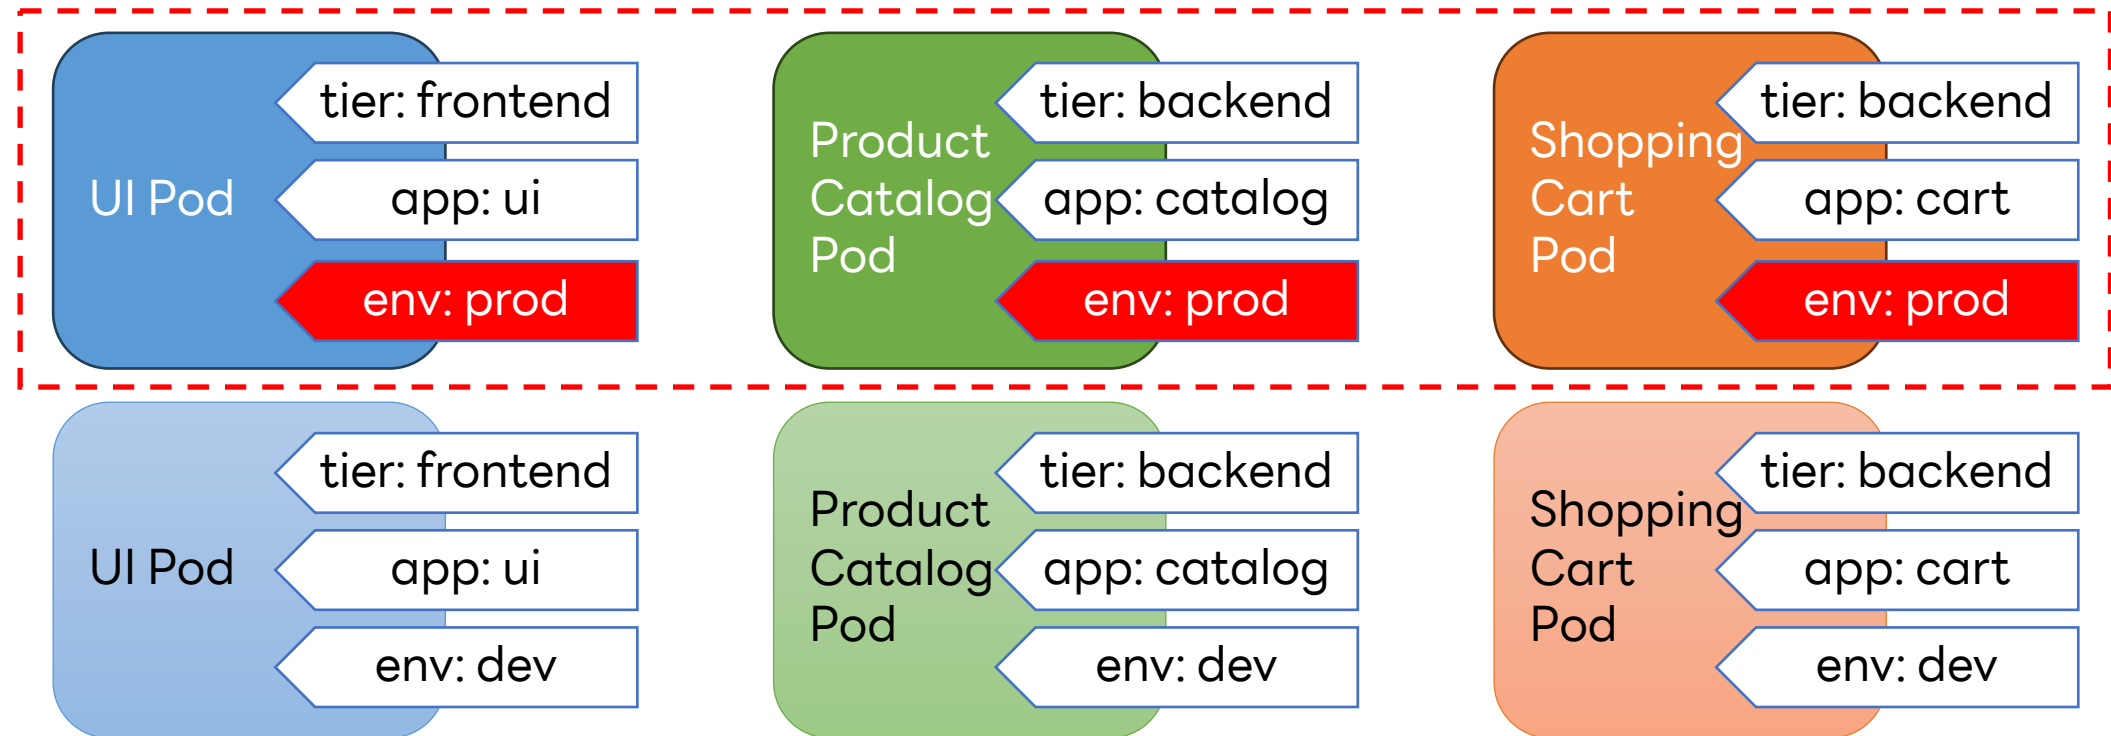 UI Pod
tier: frontend
app: ui
env: prod
Product
Catalog
Pod
tier: backend
app: catalog
env: prod
Shopping
Cart
Pod
tier: backend
app: cart
env: prod
UI Pod
tier: frontend
app: ui
env: dev
Product
Catalog
Pod
tier: backend
app: catalog
env: dev
Shopping
Cart
Pod
tier: backend
app: cart
env: dev